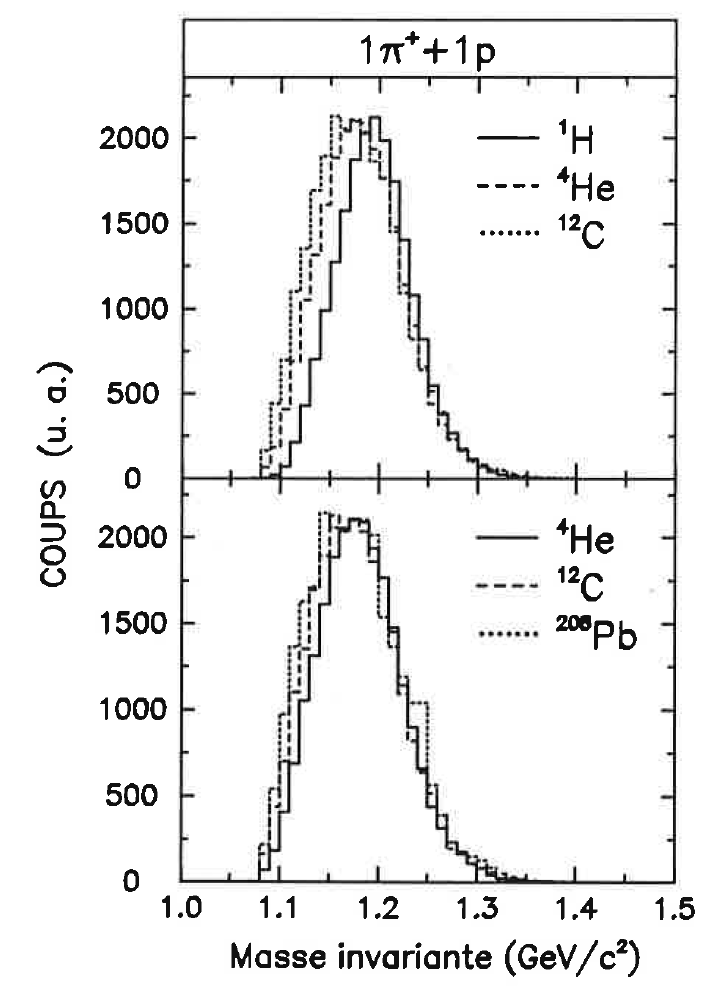 1π⁺+1p
2000
1500
1000
500
0
¹H
⁴He
¹²C
COUPS (u. a.)
2000
1500
1000
500
0
⁴He
¹²C
²⁰⁸Pb
1.0 1.1 1.2 1.3 1.4 1.5
Masse invariante (GeV/c²)